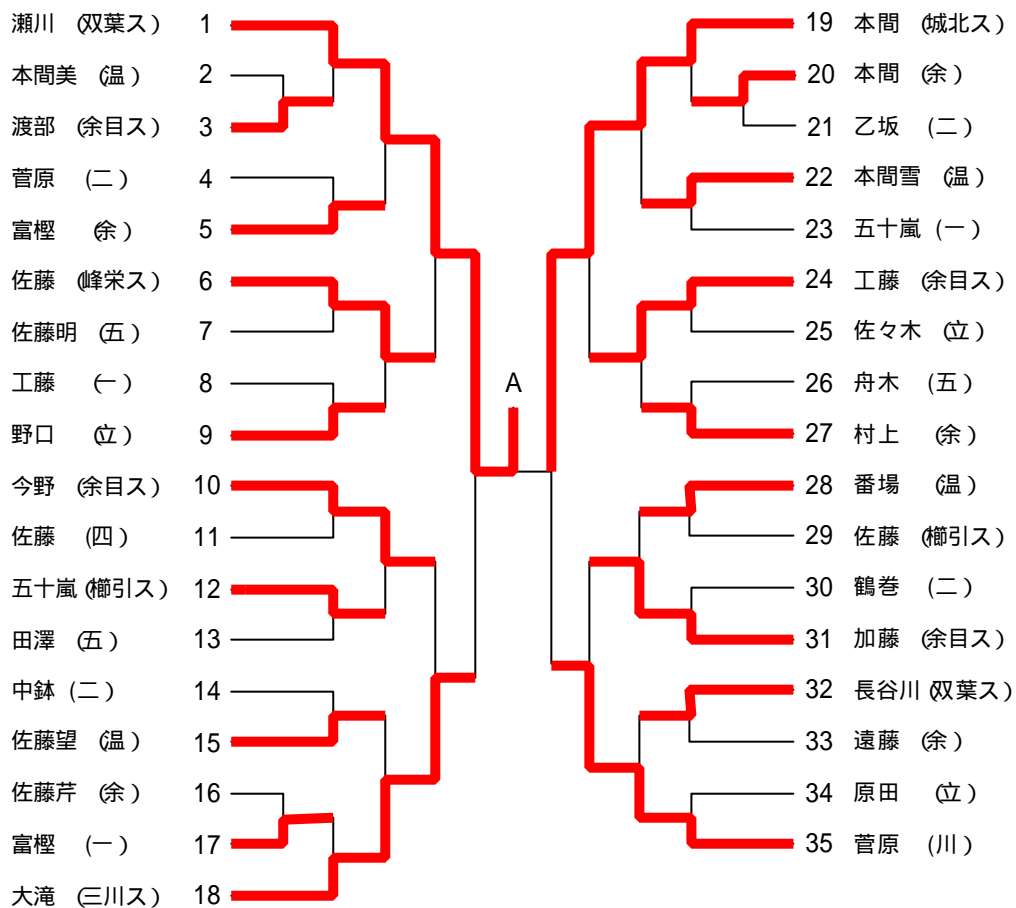 瀬川 (双葉ス) 1
本間美 (温) 2
渡部 (余目ス) 3
菅原 (二) 4
富樫 (余) 5
佐藤 (峰栄ス) 6
佐藤明 (五) 7
工藤 (一) 8
野口 (立) 9
今野 (余目ス) 10
佐藤 (四) 11
五十嵐 (櫛引ス) 12
田澤 (五) 13
中鉢 (二) 14
佐藤望 (温) 15
佐藤芹 (余) 16
富樫 (一) 17
大滝 (三川ス) 18
A
19 本間 (城北ス)
20 本間 (余)
21 乙坂 (二)
22 本間雪 (温)
23 五十嵐 (一)
24 工藤 (余目ス)
25 佐々木 (立)
26 舟木 (五)
27 村上 (余)
28 番場 (温)
29 佐藤 (櫛引ス)
30 鶴巻 (二)
31 加藤 (余目ス)
32 長谷川 (双葉ス)
33 遠藤 (余)
34 原田 (立)
35 菅原 (川)